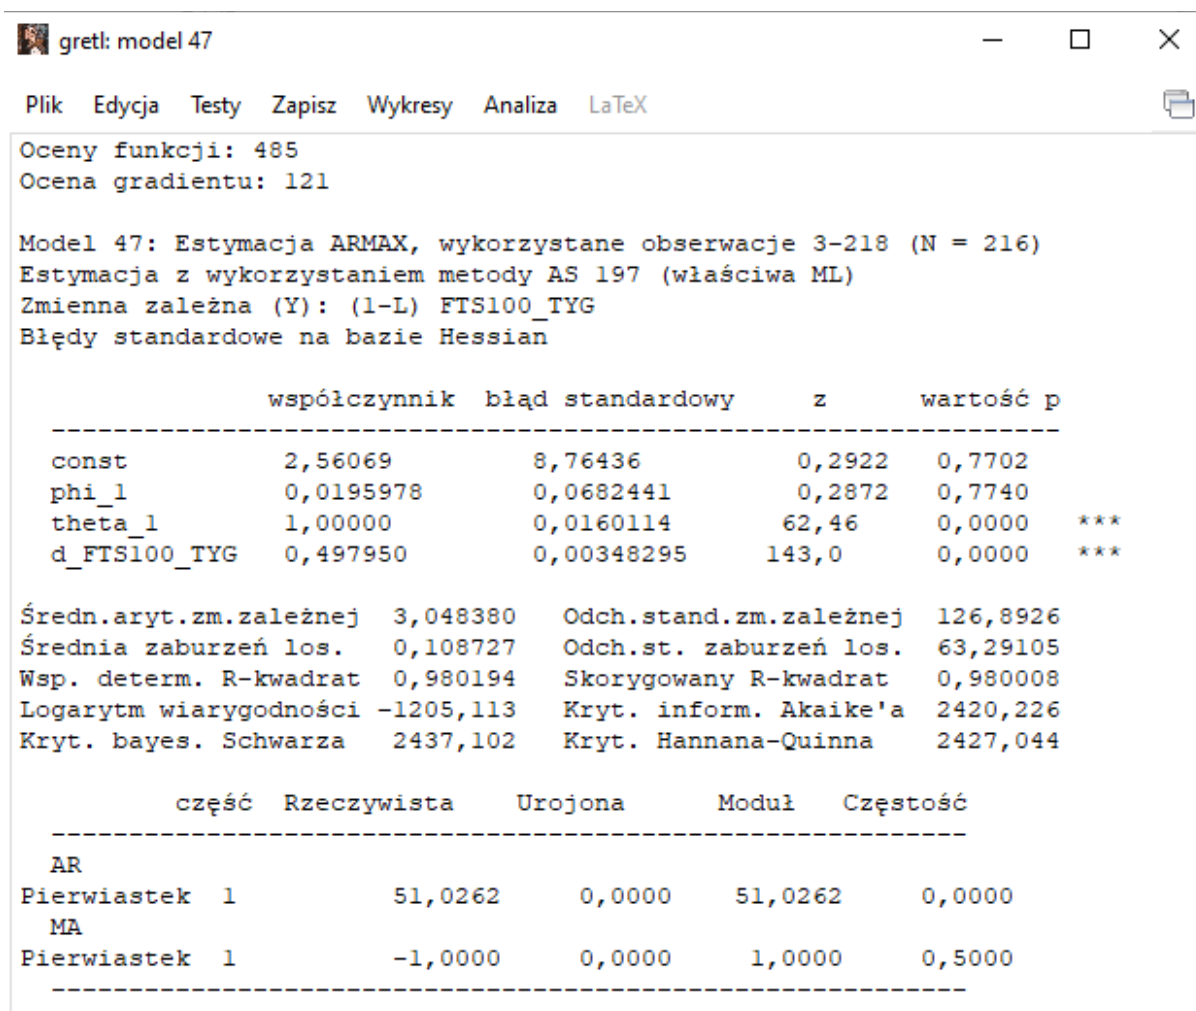 gretl: model 47
Plik Edycja Testy Zapisz Wykresy Analiza LaTeX
Oceny funkcji: 485
Ocena gradientu: 121
Model 47: Estymacja ARMAX, wykorzystane obserwacje 3-218 (N = 216)
Estymacja z wykorzystaniem metody AS 197 (właściwa ML)
Zmienna zależna (Y): (1-L) FTS100_TYG
Błędy standardowe na bazie Hessian
współczynnik błąd standardowy z wartość p
-----------------------------------------------------------------
const 2,56069 8,76436 0,2922 0,7702
phi_1 0,0195978 0,0682441 0,2872 0,7740
theta_1 1,00000 0,0160114 62,46 0,0000 ***
d_FTS100_TYG 0,497950 0,00348295 143,0 0,0000 ***
Średn.aryt.zm.zależnej 3,048380 Odch.stand.zm.zależnej 126,8926
Średnia zaburzeń los. 0,108727 Odch.st. zaburzeń los. 63,29105
Wsp. determ. R-kwadrat 0,980194 Skorygowany R-kwadrat 0,980008
Logarytm wiarygodności -1205,113 Kryt. inform. Akaike'a 2420,226
Kryt. bayes. Schwarza 2437,102 Kryt. Hannana-Quinna 2427,044
część Rzeczywista Urojona Moduł Częstość
-----------------------------------------------------------
AR
Pierwiastek 1 51,0262 0,0000 51,0262 0,0000
MA
Pierwiastek 1 -1,0000 0,0000 1,0000 0,5000
-----------------------------------------------------------